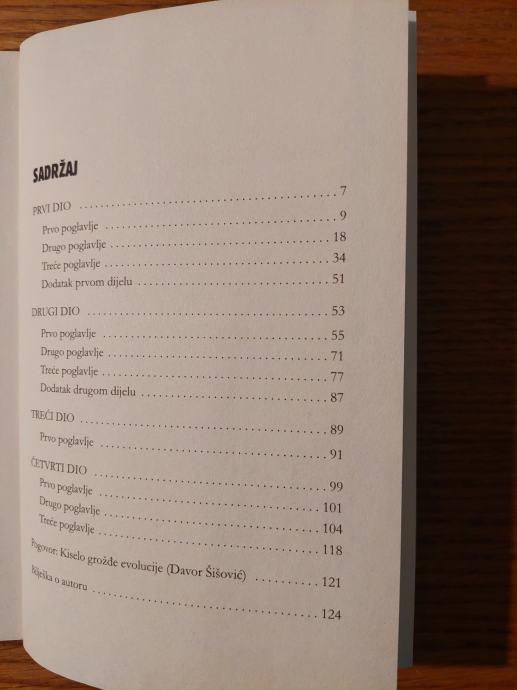 SADRŽAJ
PRVI DIO 7
Prvo poglavlje 9
Drugo poglavlje 18
Treće poglavlje 34
Dodatak prvom dijelu 51
DRUGI DIO 53
Prvo poglavlje 55
Drugo poglavlje 71
Treće poglavlje 77
Dodatak drugom dijelu 87
TREĆI DIO 89
Prvo poglavlje 91
ČETVRTI DIO 99
Prvo poglavlje 101
Drugo poglavlje 104
Treće poglavlje 118
Pogovor: Kiselo grožđe evolucije (Davor Šišović) 121
Bilješka o autoru 124